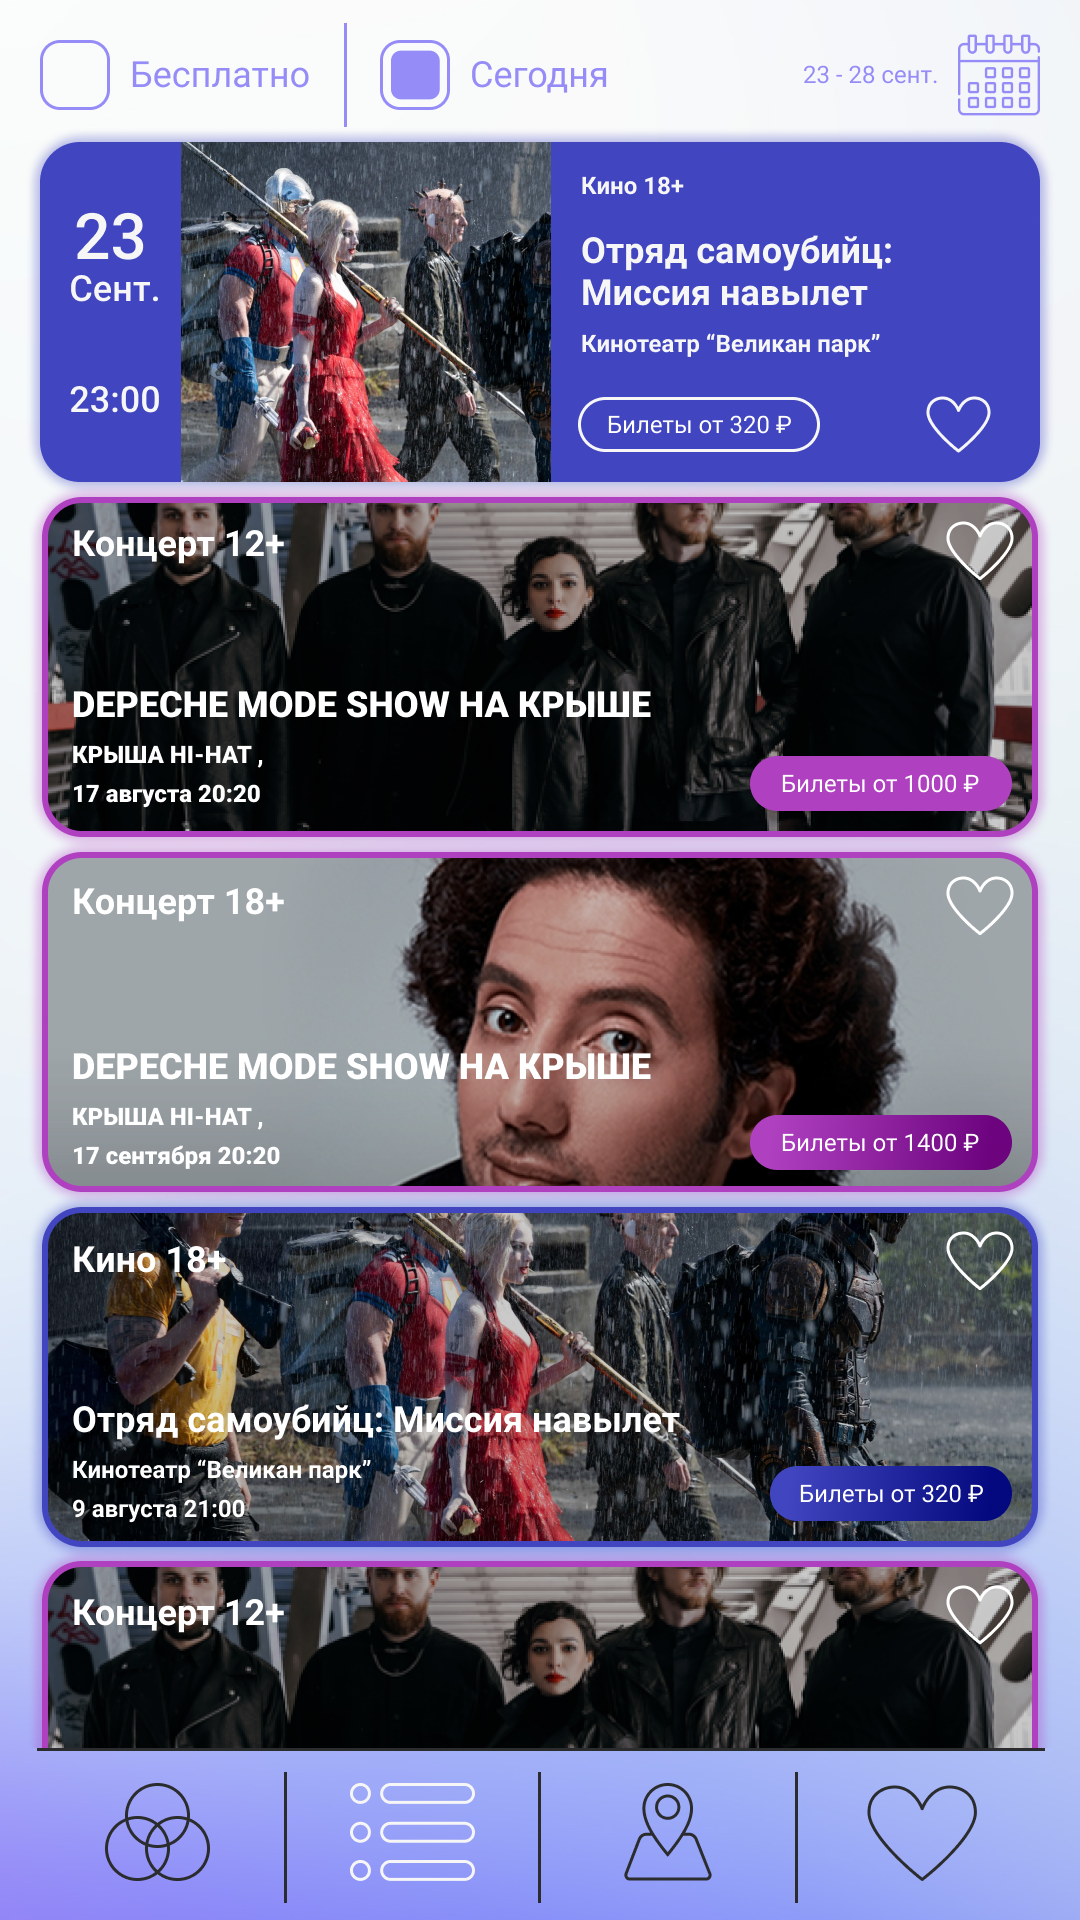 Бесплатно
Сегодня
23 - 28 сент.
23
Сент.
23:00
Кино 18+
Отряд самоубийц:
Миссия навылет
Кинотеатр “Великан парк”
Билеты от 320 ₽
Концерт 12+
DEPECHE MODE SHOW НА КРЫШЕ
КРЫША HI-HAT ,
17 августа 20:20
Билеты от 1000 ₽
Концерт 18+
DEPECHE MODE SHOW НА КРЫШЕ
КРЫША HI-HAT ,
17 сентября 20:20
Билеты от 1400 ₽
Кино 18+
Отряд самоубийц: Миссия навылет
Кинотеатр “Великан парк”
9 августа 21:00
Билеты от 320 ₽
Концерт 12+